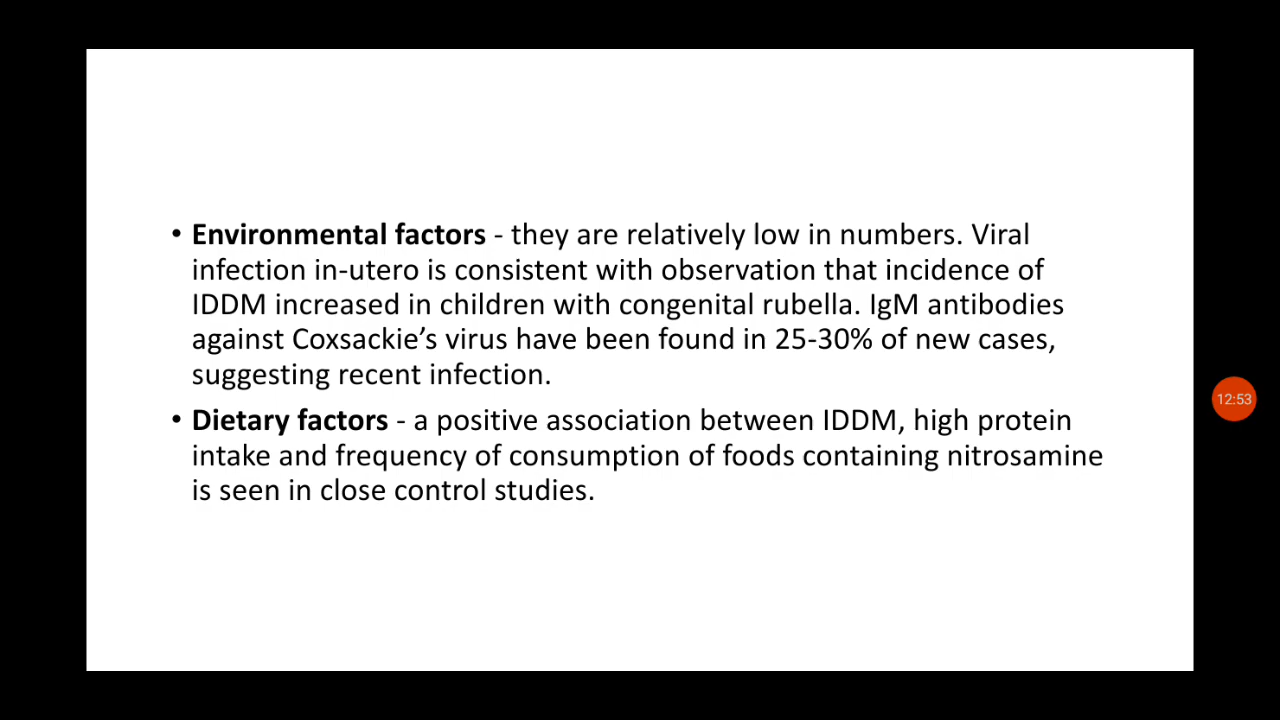 • Environmental factors - they are relatively low in numbers. Viral
infection in-utero is consistent with observation that incidence of
IDDM increased in children with congenital rubella. IgM antibodies
against Coxsackie’s virus have been found in 25-30% of new cases,
suggesting recent infection.
• Dietary factors - a positive association between IDDM, high protein
intake and frequency of consumption of foods containing nitrosamine
is seen in close control studies.
12:53